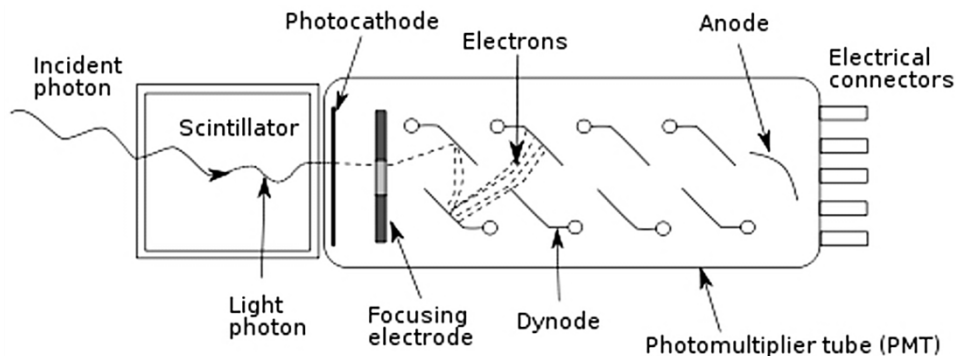 Photocathode
Electrons
Anode
Incident
photon
Electrical
connectors
Scintillator
Light
photon
Focusing
electrode
Dynode
Photomultiplier tube (PMT)